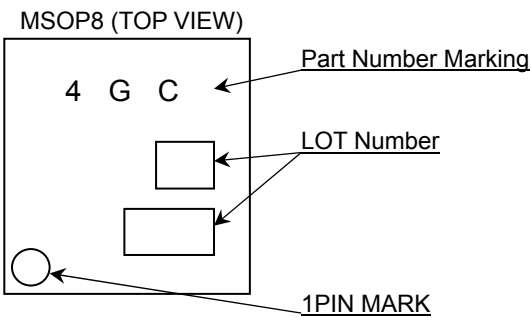 MSOP8 (TOP VIEW)
Part Number Marking
4 G C
LOT Number
1PIN MARK